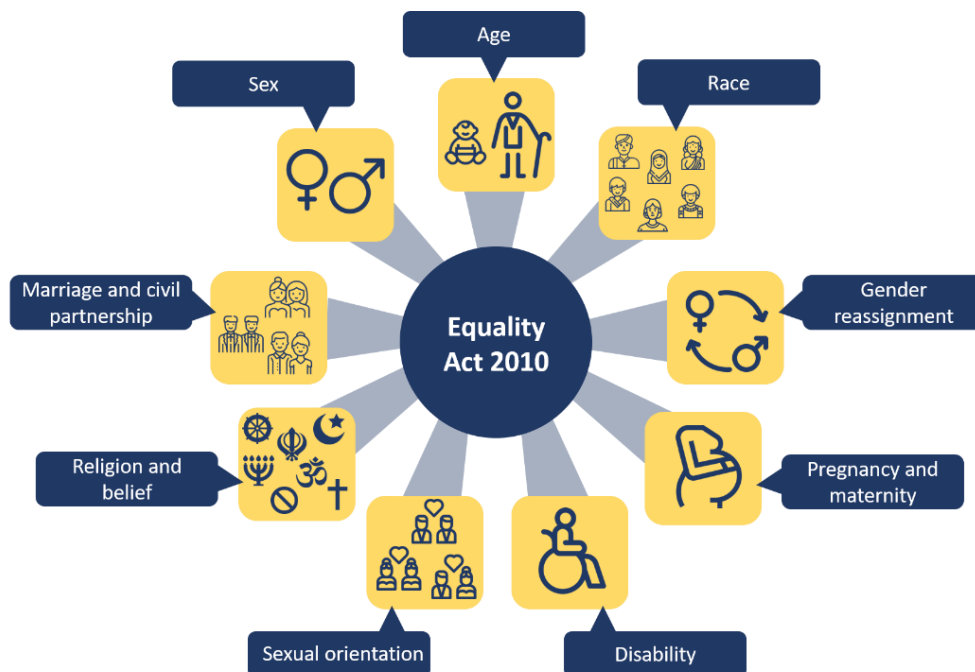 Age
Sex
Race
Marriage and civil
partnership
Gender
reassignment
Equality
Act 2010
Religion and
belief
Pregnancy and
maternity
Sexual orientation
Disability